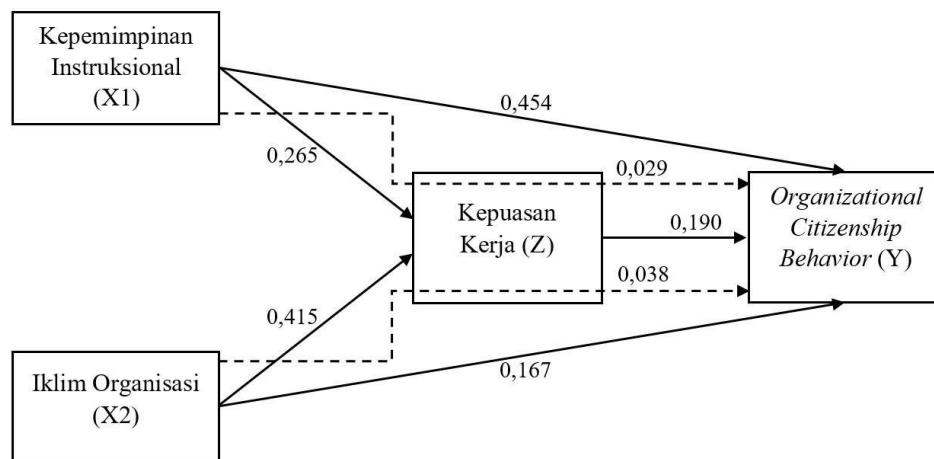 Kepemimpinan
Instruksional
(X1)
0,454
0,265
0,029
Kepuasan
Kerja (Z)
0,190
Organizational
Citizenship
Behavior (Y)
0,038
0,415
0,167
Iklim Organisasi
(X2)